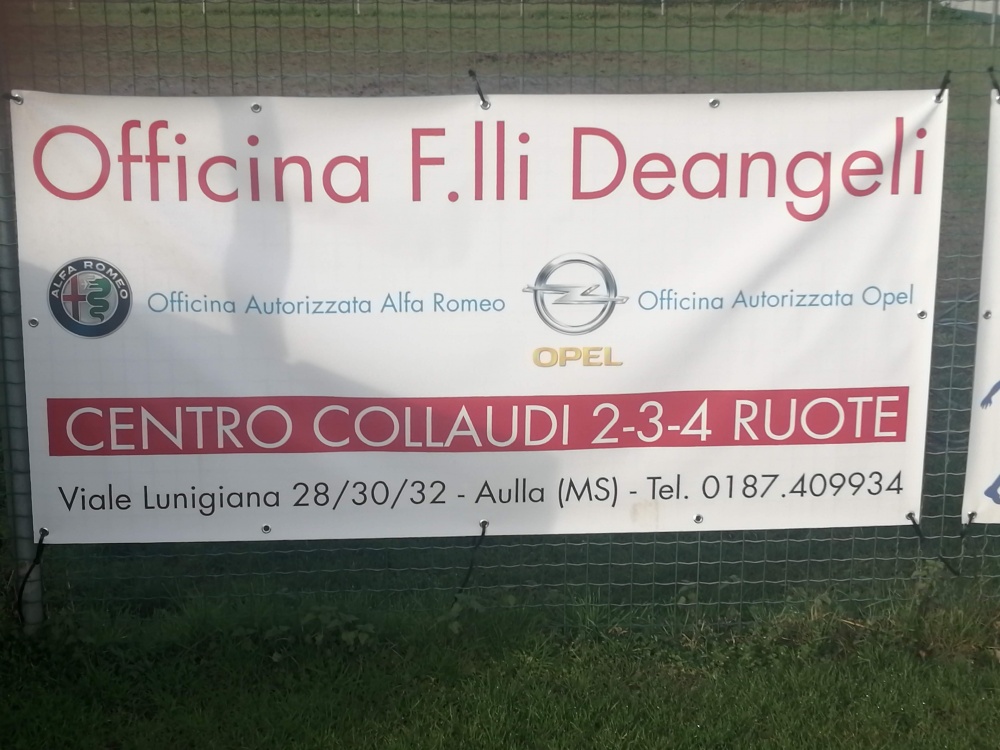 Officina F.lli Deangeli
ALFA ROMEO
Officina Autorizzata Alfa Romeo
OPEL
Officina Autorizzata Opel
CENTRO COLLAUDI 2-3-4 RUOTE
Viale Lunigiana 28/30/32 - Aulla (MS) - Tel. 0187.409934